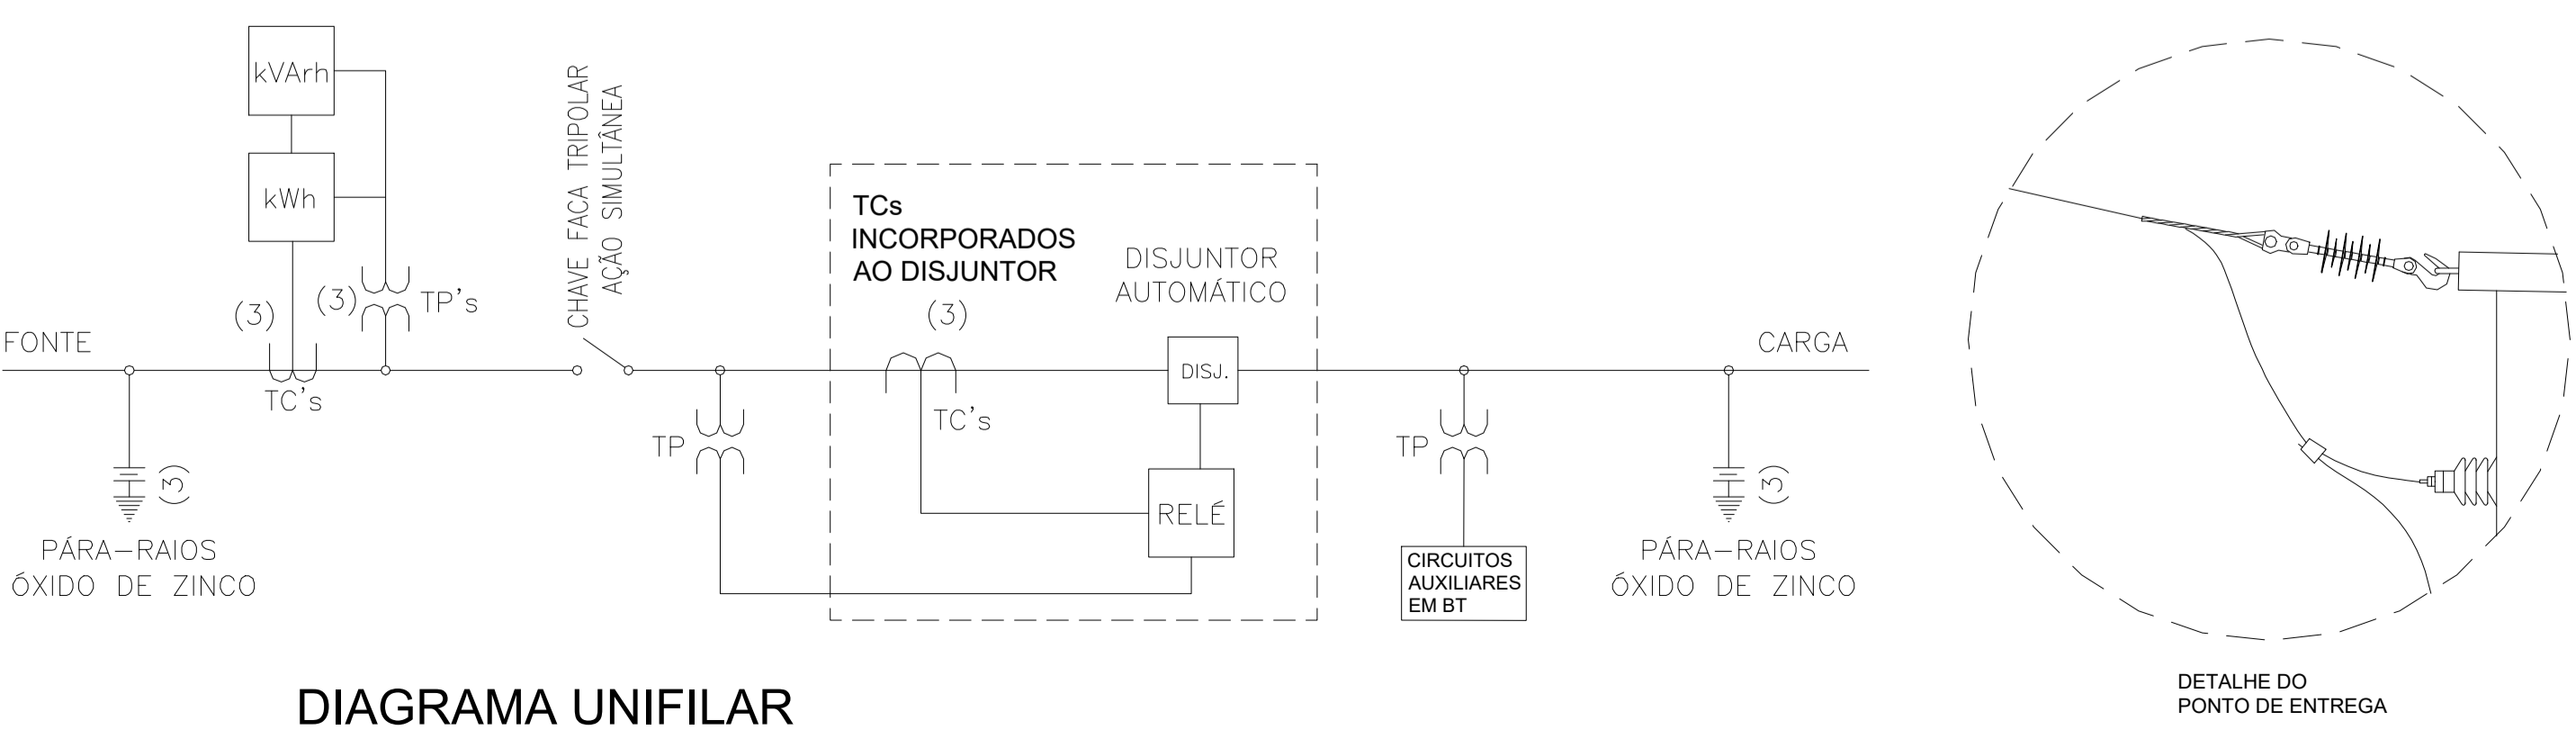 kVArh
kWh
(3)
(3)
TP's
TC's
FONTE
(3)
PÁRA-RAIOS
ÓXIDO DE ZINCO
CHAVE FACA TRIPOLAR
AÇÃO SIMULTÂNEA
TP
TCs
INCORPORADOS
AO DISJUNTOR
(3)
TC's
DISJUNTOR
AUTOMÁTICO
DISJ.
RELÉ
TP
CIRCUITOS
AUXILIARES
EM BT
CARGA
(3)
PÁRA-RAIOS
ÓXIDO DE ZINCO
DIAGRAMA UNIFILAR
DETALHE DO
PONTO DE ENTREGA